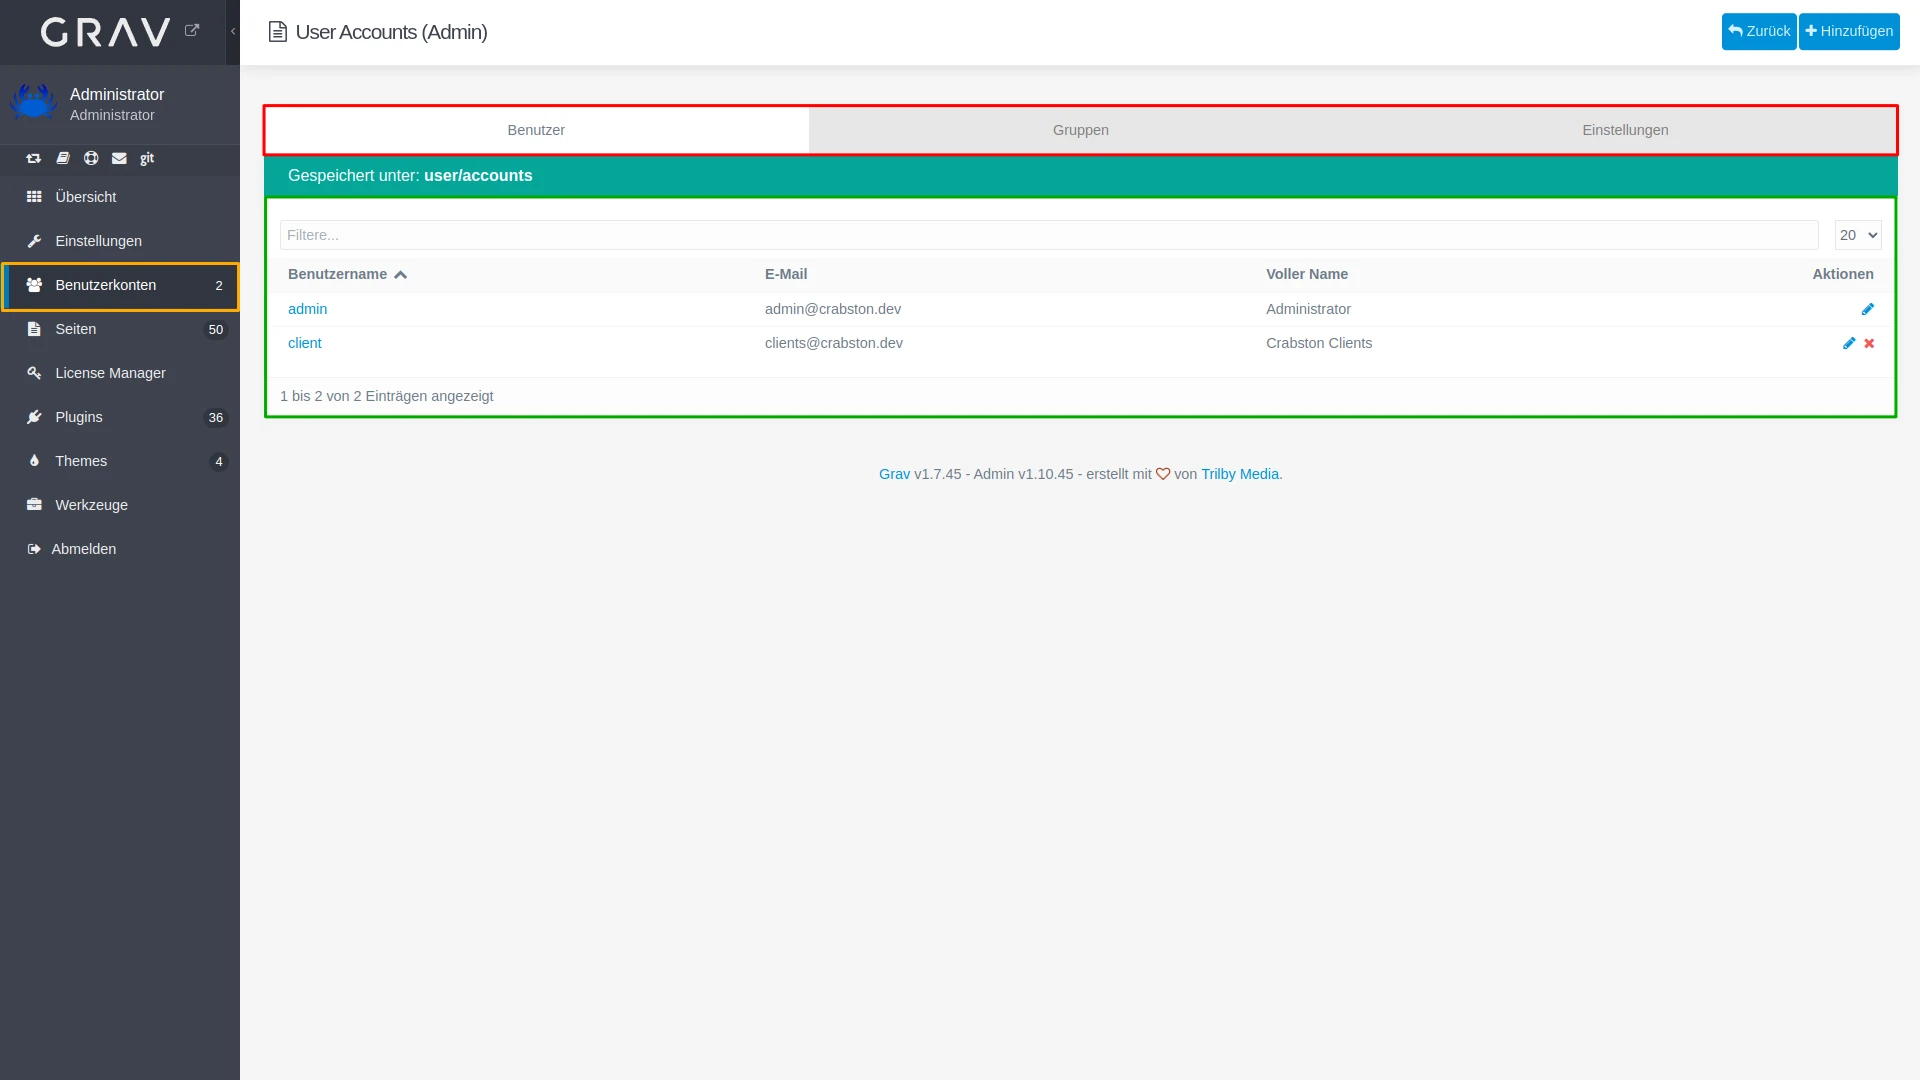 GRAV
User Accounts (Admin)
Zurück
Hinzufügen
Administrator
Administrator
git
Übersicht
Einstellungen
Benutzerkonten 2
Seiten 50
License Manager
Plugins 36
Themes 4
Werkzeuge
Abmelden
Benutzer Gruppen Einstellungen
Gespeichert unter: user/accounts
Filtere... 20
Benutzername E-Mail Voller Name Aktionen
admin admin@crabston.dev Administrator
client clients@crabston.dev Crabston Clients
1 bis 2 von 2 Einträgen angezeigt
Grav v1.7.45 - Admin v1.10.45 - erstellt mit von Trilby Media.